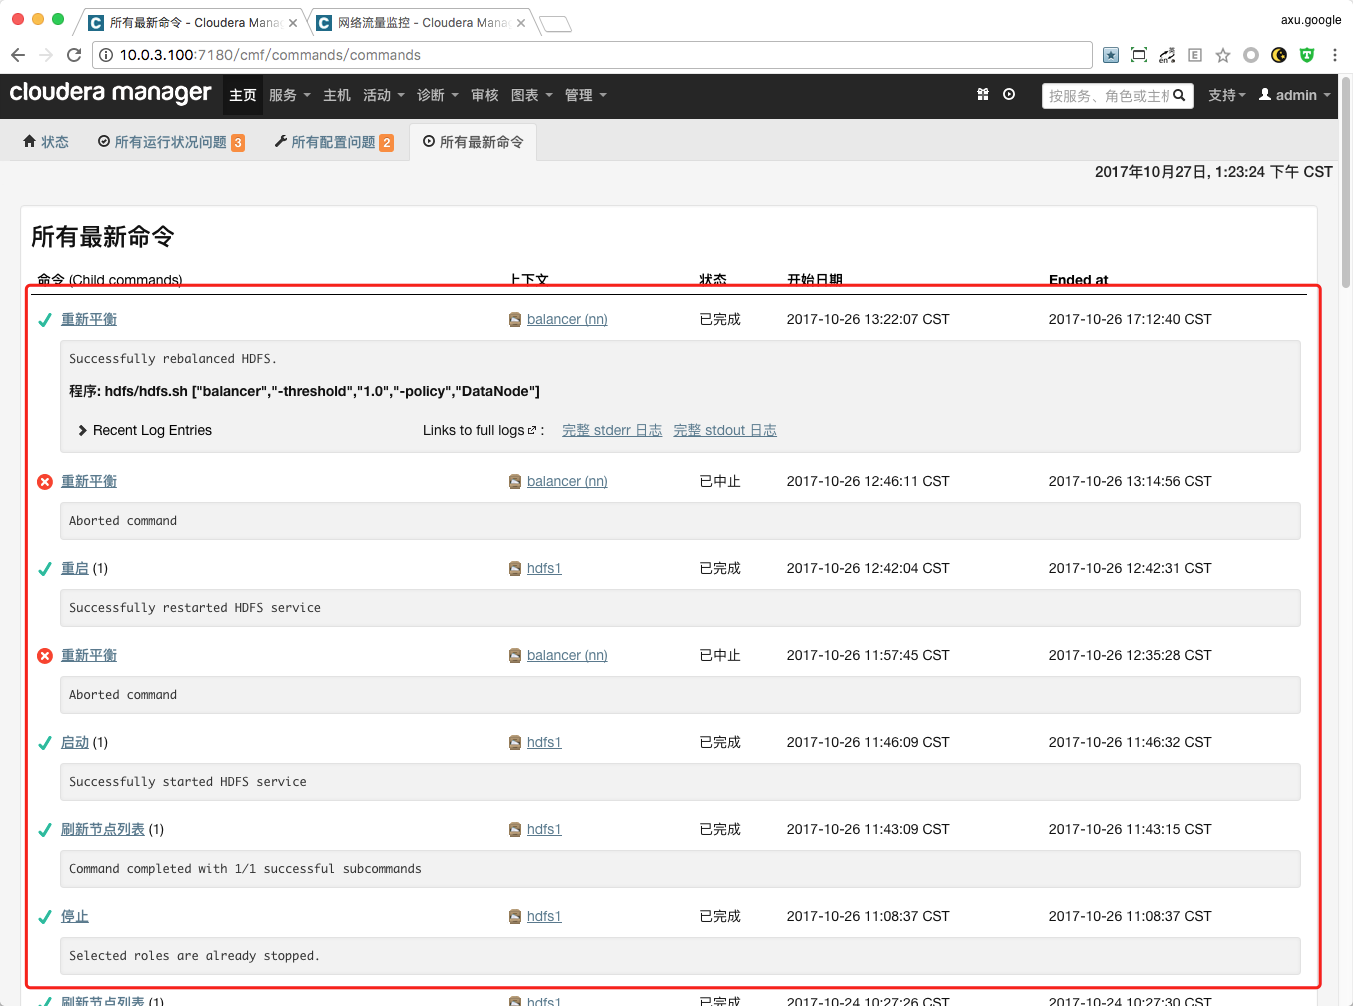 所有最新命令 - Cloudera Mana
网络流量监控 - Cloudera Mana
axu.google
10.0.3.100:7180/cmf/commands/commands
cloudera manager 主页 服务 主机 活动 诊断 审核 图表 管理 按服务、角色或主机 支持 admin
状态 所有运行状况问题 3 所有配置问题 2 所有最新命令
2017年10月27日, 1:23:24 下午 CST
所有最新命令
命令 (Child commands) 上下文 状态 开始日期 Ended at
重新平衡 balancer (nn) 已完成 2017-10-26 13:22:07 CST 2017-10-26 17:12:40 CST
Successfully rebalanced HDFS.
程序: hdfs/hdfs.sh ["balancer","-threshold","1.0","-policy","DataNode"]
Recent Log Entries Links to full logs : 完整 stderr 日志 完整 stdout 日志
重新平衡 balancer (nn) 已中止 2017-10-26 12:46:11 CST 2017-10-26 13:14:56 CST
Aborted command
重启 (1) hdfs1 已完成 2017-10-26 12:42:04 CST 2017-10-26 12:42:31 CST
Successfully restarted HDFS service
重新平衡 balancer (nn) 已中止 2017-10-26 11:57:45 CST 2017-10-26 12:35:28 CST
Aborted command
启动 (1) hdfs1 已完成 2017-10-26 11:46:09 CST 2017-10-26 11:46:32 CST
Successfully started HDFS service
刷新节点列表 (1) hdfs1 已完成 2017-10-26 11:43:09 CST 2017-10-26 11:43:15 CST
Command completed with 1/1 successful subcommands
停止 hdfs1 已完成 2017-10-26 11:08:37 CST 2017-10-26 11:08:37 CST
Selected roles are already stopped.
刷新节点列表 (1) hdfs1 已完成 2017-10-24 10:27:26 CST 2017-10-24 10:27:30 CST